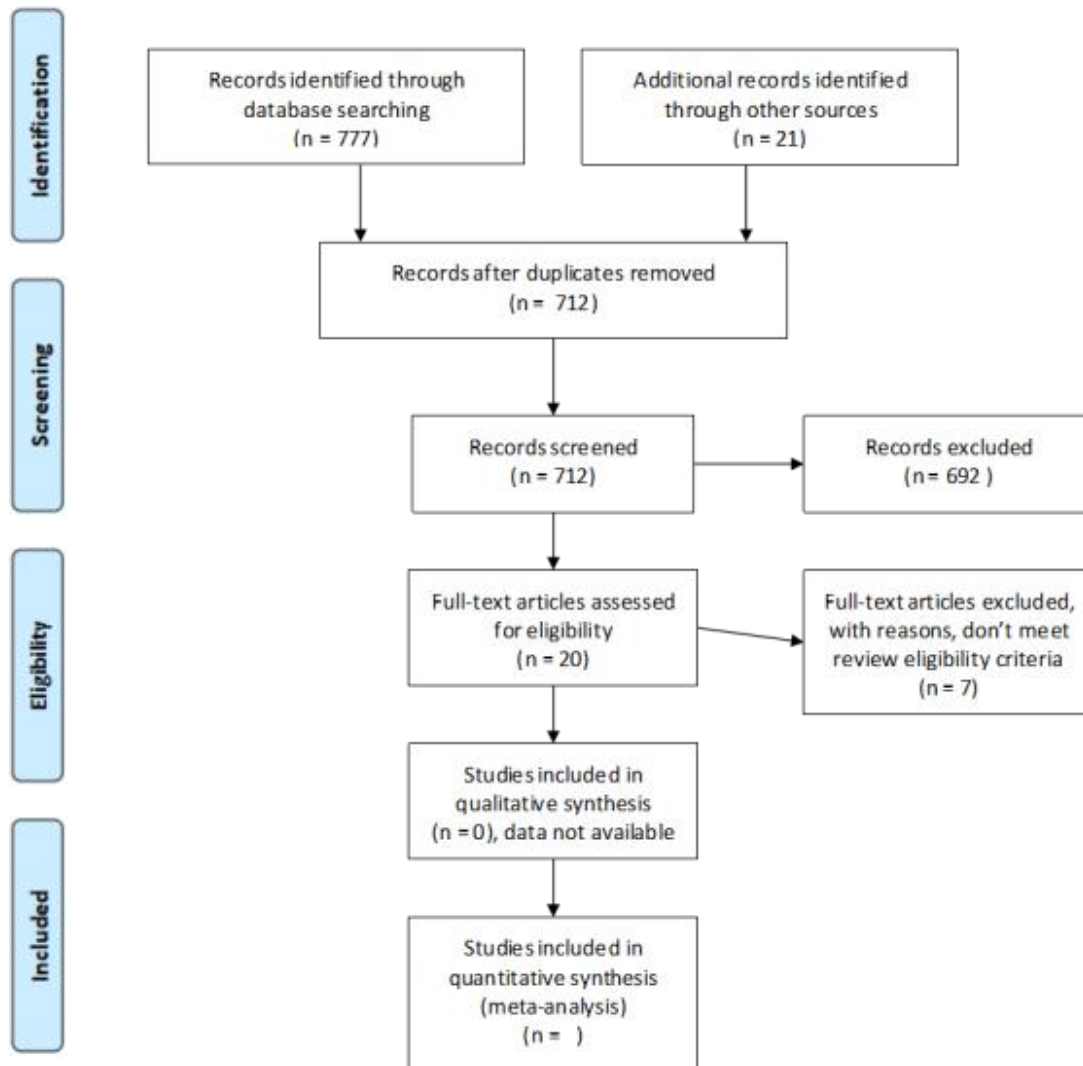 Identification
Records identified through
database searching
(n = 777)
Additional records identified
through other sources
(n = 21)
Records after duplicates removed
(n = 712)
Screening
Records screened
(n = 712)
Records excluded
(n= 692 )
Eligibility
Full-text articles assessed
for eligibility
(n = 20)
Full-text articles excluded,
with reasons, don't meet
review eligibility criteria
(n = 7)
Studies included in
qualitative synthesis
(n =0), data not available
Included
Studies included in
quantitative synthesis
(meta-analysis)
(n = )